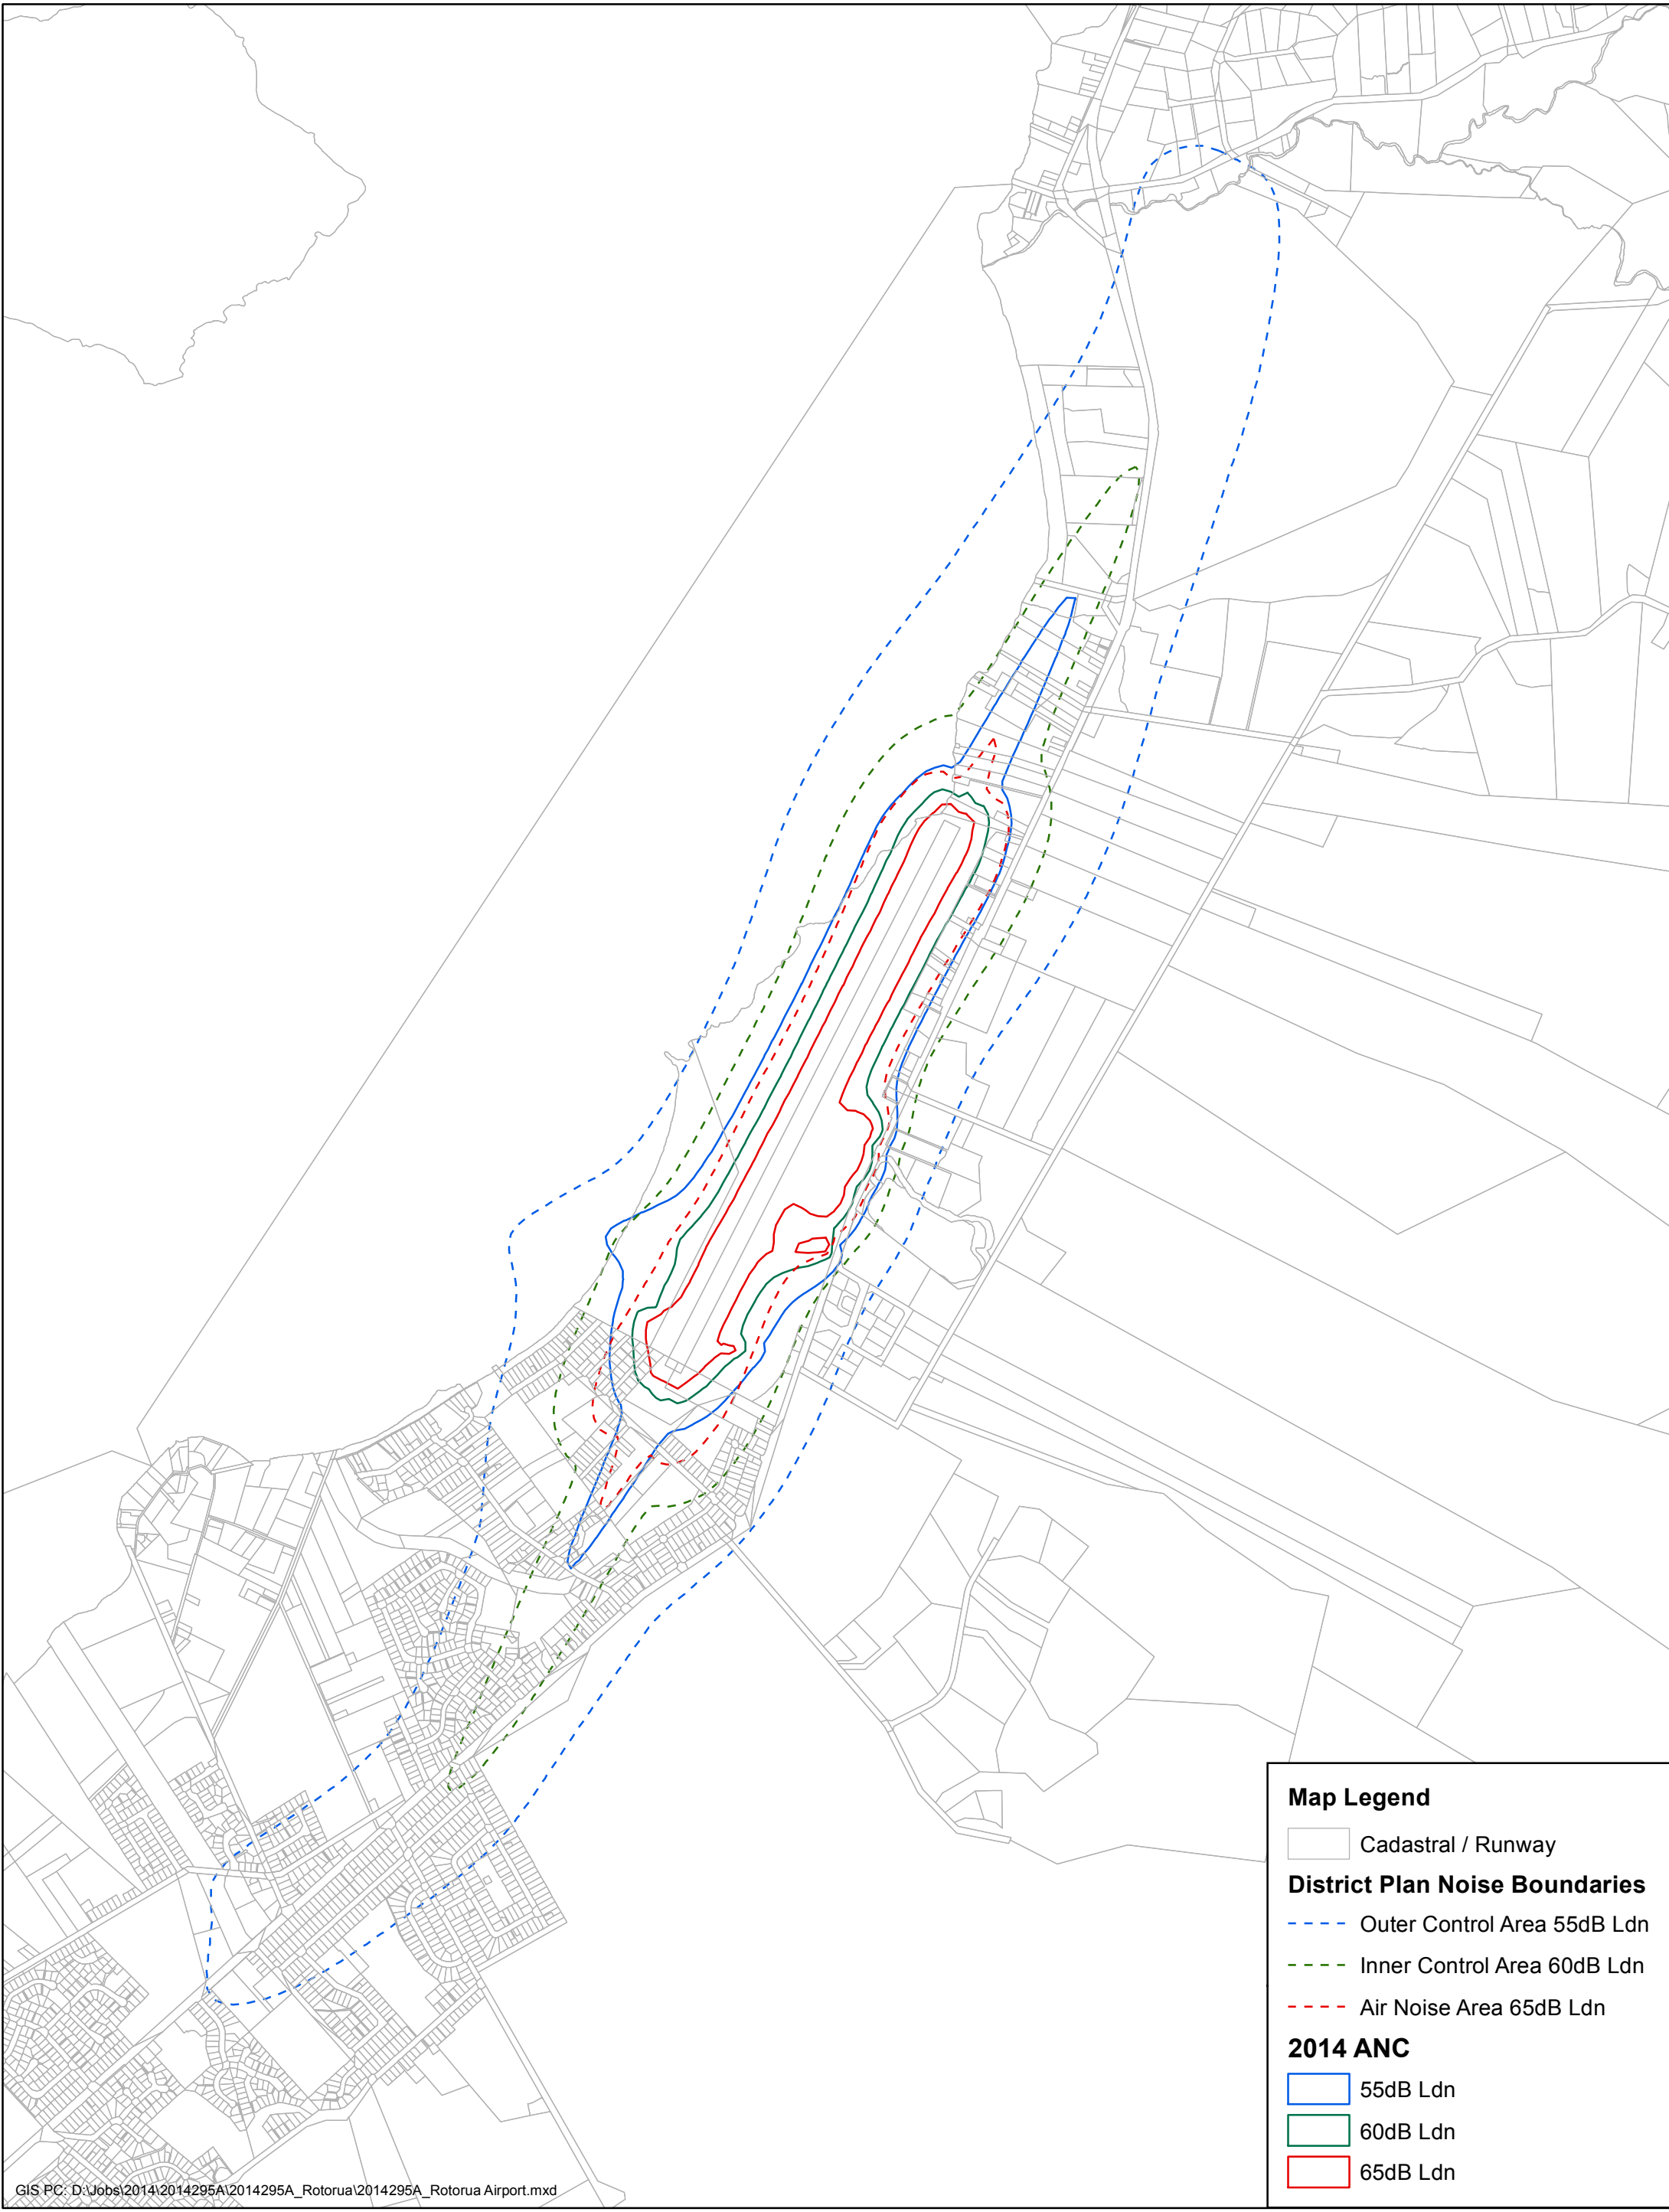 Map Legend
Cadastral / Runway
District Plan Noise Boundaries
Outer Control Area 55dB Ldn
Inner Control Area 60dB Ldn
Air Noise Area 65dB Ldn
2014 ANC
55dB Ldn
60dB Ldn
65dB Ldn
GIS PC: D:\Jobs\2014\2014295A\2014295A_Rotorua\2014295A_Rotorua Airport.mxd